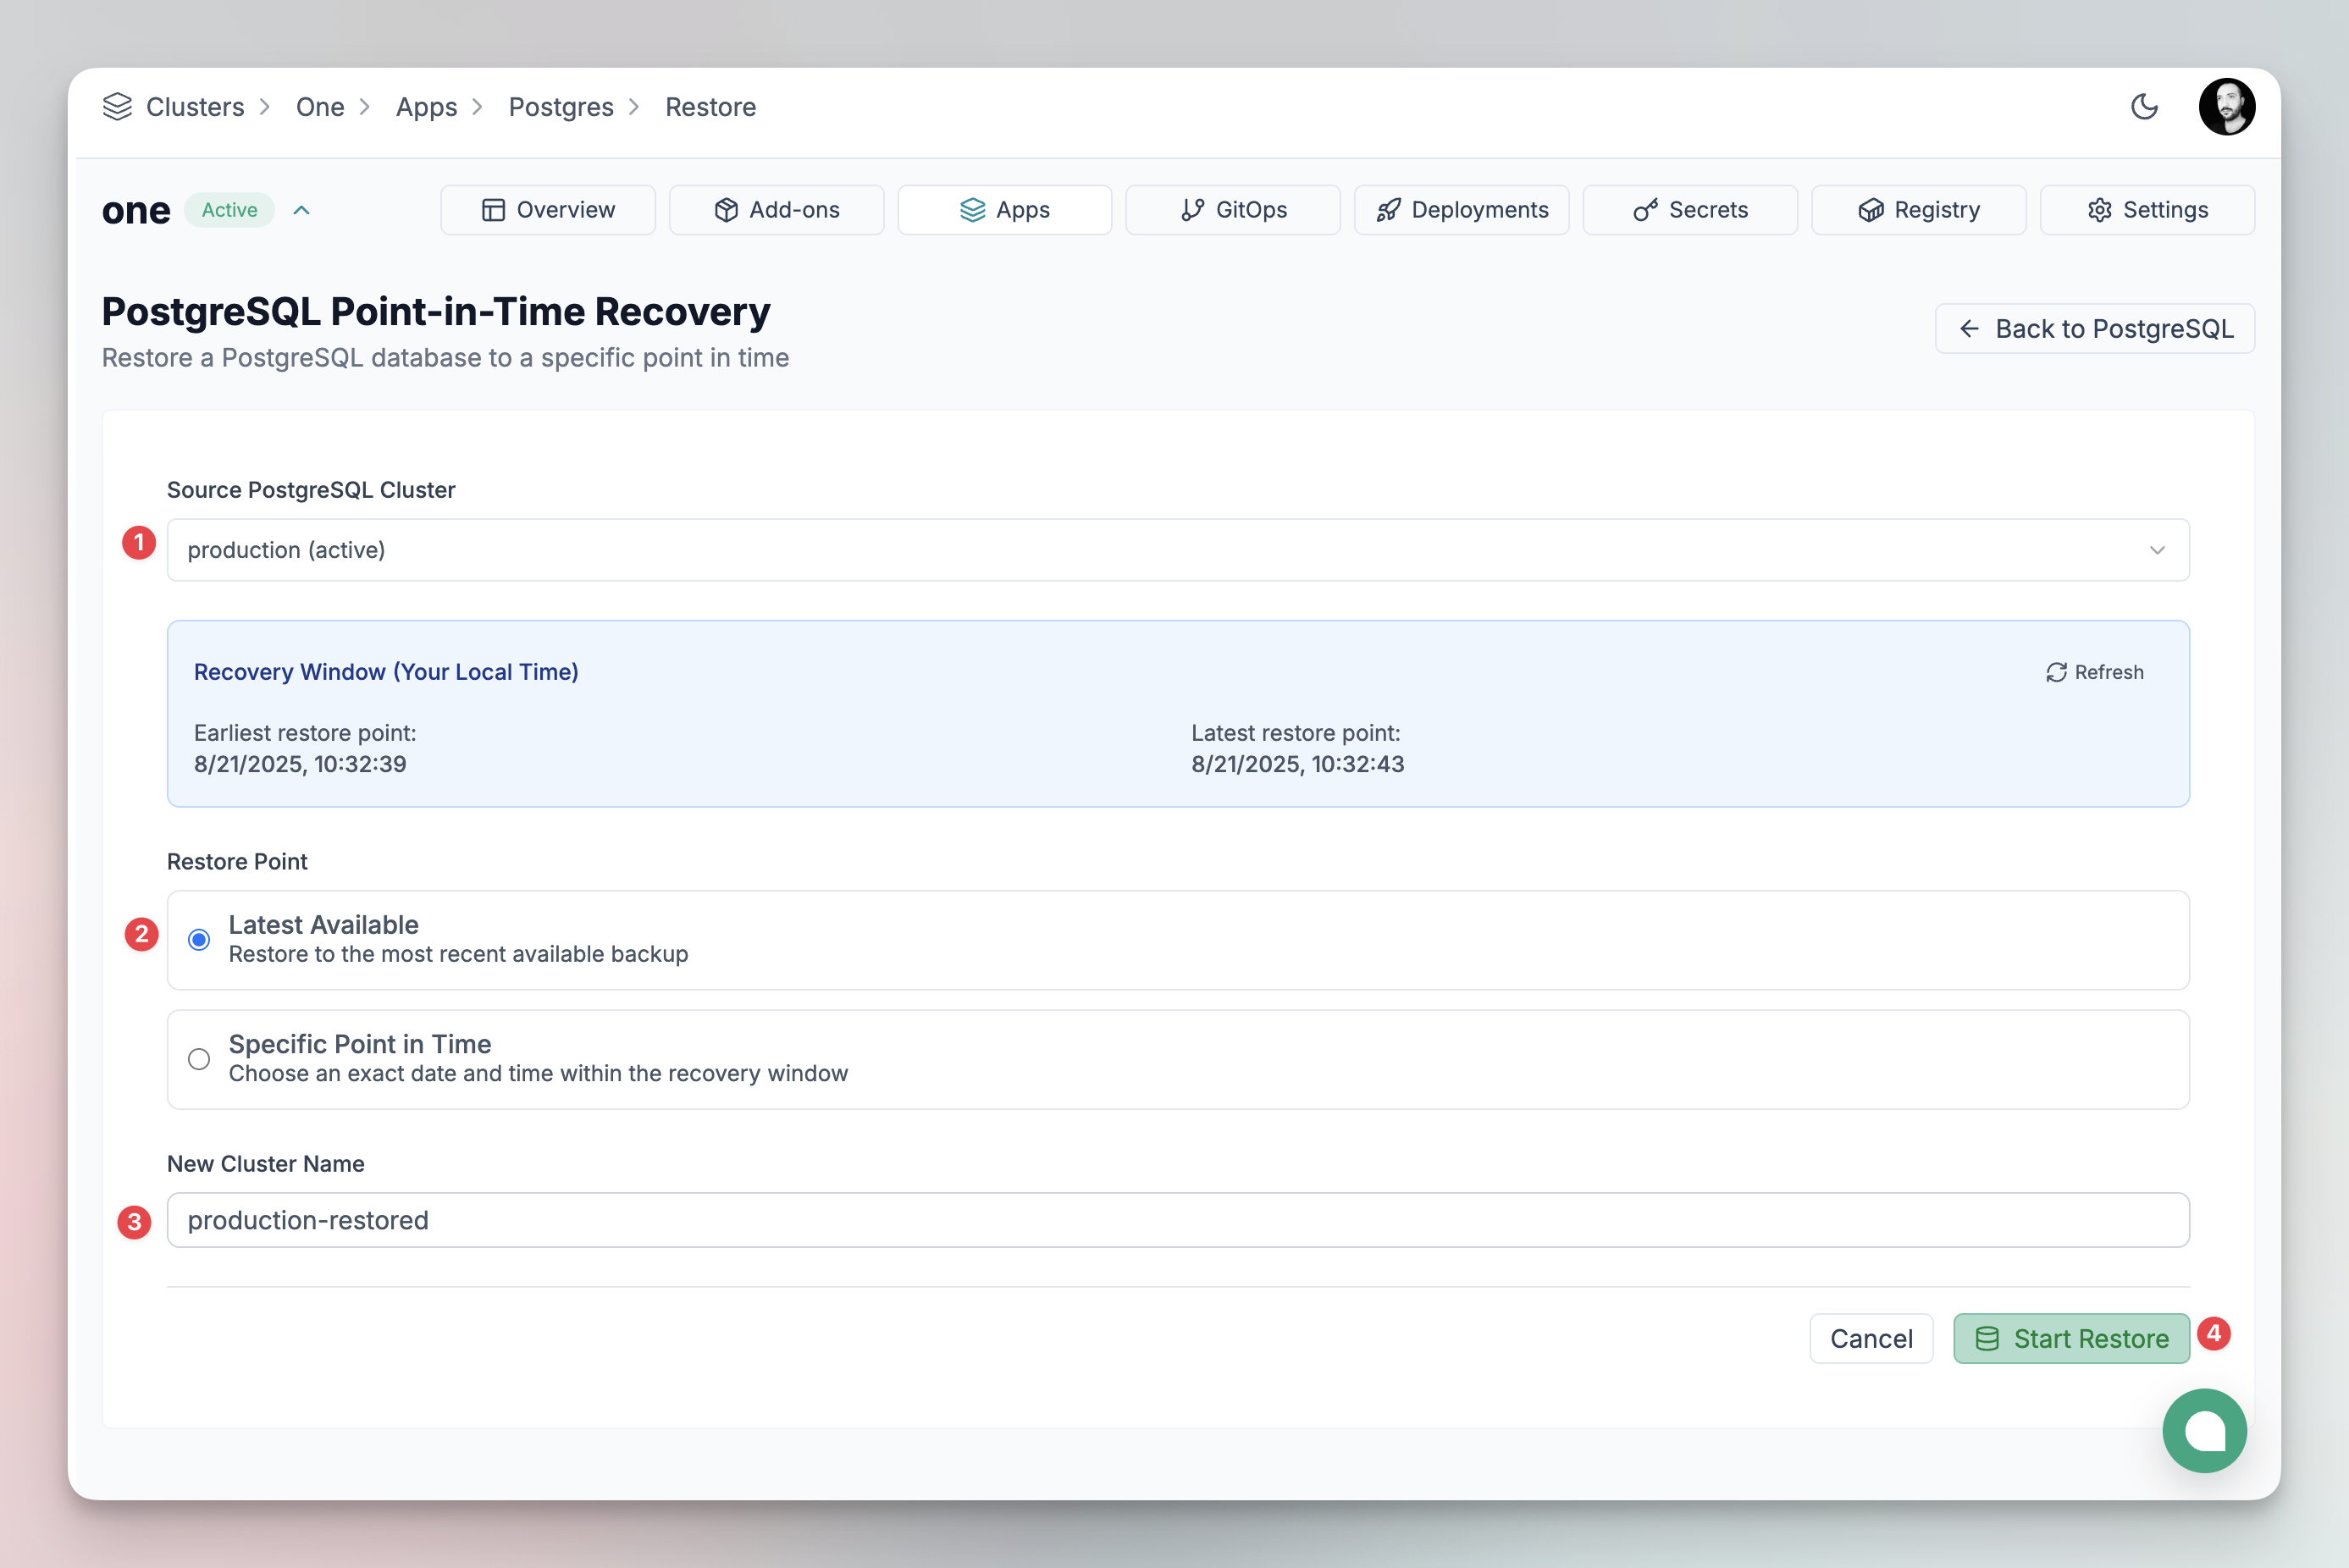 Clusters > One > Apps > Postgres > Restore
one Active Overview Add-ons Apps GitOps Deployments Secrets Registry Settings
PostgreSQL Point-in-Time Recovery
Restore a PostgreSQL database to a specific point in time
Back to PostgreSQL
Source PostgreSQL Cluster
1 production (active)
Recovery Window (Your Local Time)
Refresh
Earliest restore point:
8/21/2025, 10:32:39
Latest restore point:
8/21/2025, 10:32:43
Restore Point
2 Latest Available
Restore to the most recent available backup
Specific Point in Time
Choose an exact date and time within the recovery window
New Cluster Name
3 production-restored
Cancel Start Restore 4